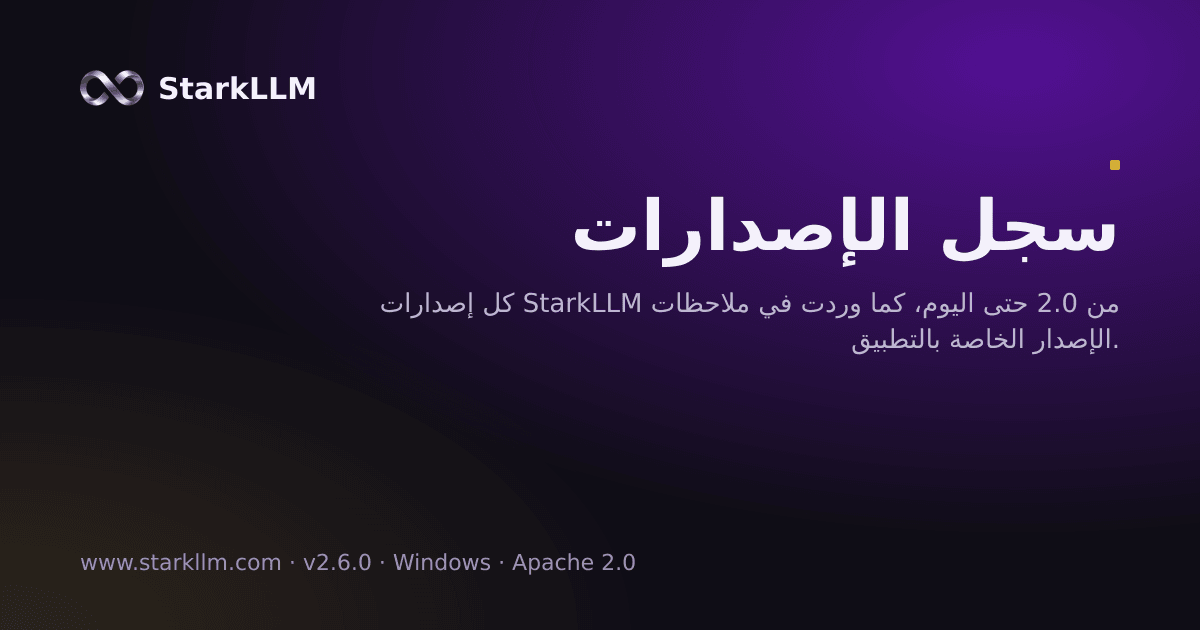 StarkLLM
سجل الإصدارات
كل إصدارات StarkLLM من 2.0 حتى اليوم، كما وردت في ملاحظات
الإصدار الخاصة بالتطبيق.
www.starkllm.com · v2.6.0 · Windows · Apache 2.0